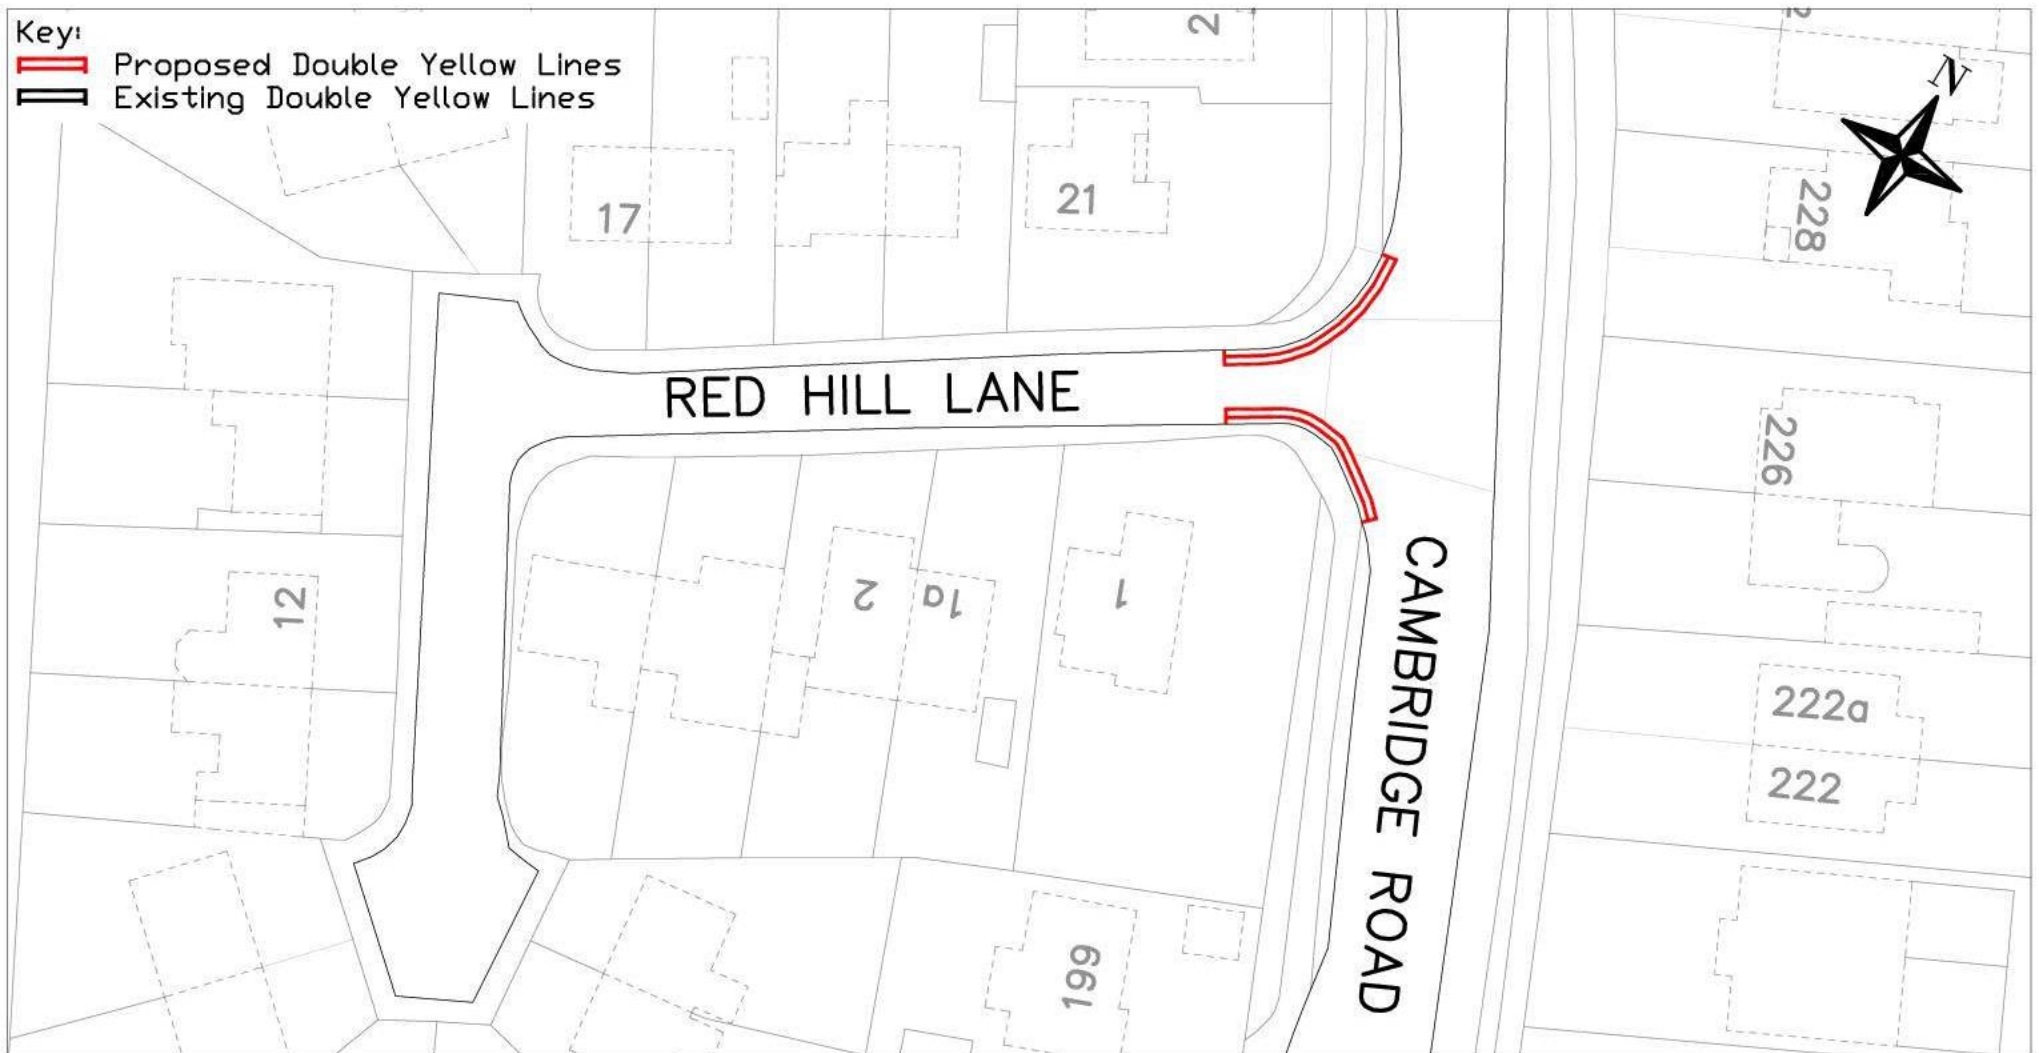 Key:
Proposed Double Yellow Lines
Existing Double Yellow Lines
N
2
17
21
228
RED HILL LANE
226
12
2
1a
1
CAMBRIDGE ROAD
222a
222
199